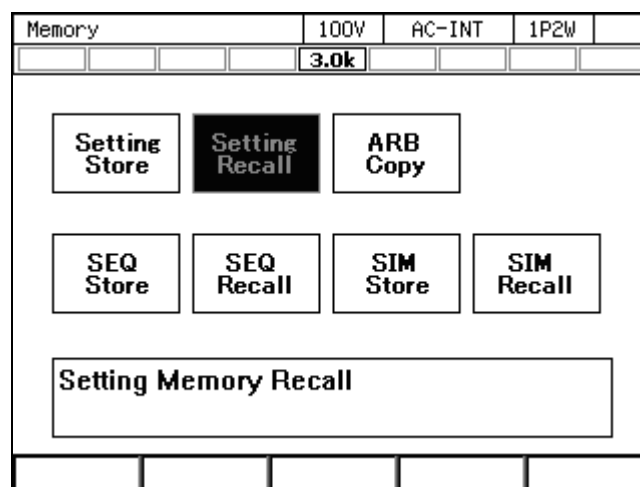 Memory 100V AC-INT 1P2W
3.0k
Setting Setting ARB
Store Recall Copy
SEQ SEQ SIM SIM
Store Recall Store Recall
Setting Memory Recall